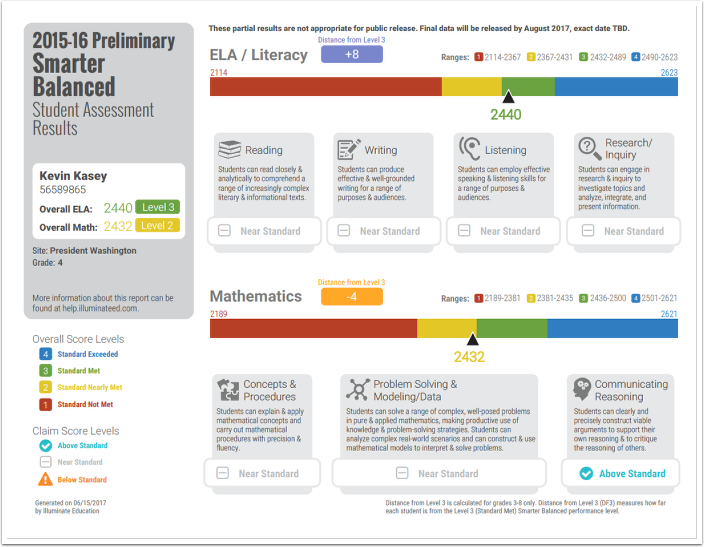 2015-16 Preliminary
Smarter
Balanced
Student Assessment
Results
Kevin Kasey
56589865
Overall ELA: 2440 Level 3
Overall Math: 2432 Level 2
Site: President Washington
Grade: 4
More information about this report can be
found at help.illuminateed.com.
Overall Score Levels
4 Standard Exceeded
3 Standard Met
2 Standard Nearly Met
1 Standard Not Met
Claim Score Levels
Above Standard
Near Standard
Below Standard
Generated on 06/15/2017
by Illuminate Education
These partial results are not appropriate for public release. Final data will be released by August 2017, exact date TBD.
Distance from Level 3
ELA / Literacy +8 Ranges: 1 2114-2367 2 2367-2431 3 2432-2489 4 2490-2623
2114 2623
2440
Reading
Students can read closely &
analytically to comprehend a
range of increasingly complex
literary & informational texts.
Near Standard
Writing
Students can produce
effective & well-grounded
writing for a range of
purposes & audiences.
Near Standard
Listening
Students can employ effective
speaking & listening skills for
a range of purposes &
audiences.
Near Standard
Research/
Inquiry
Students can engage in
research & inquiry to
investigate topics and
analyze, integrate, and
present information.
Near Standard
Distance from Level 3
Mathematics -4 Ranges: 1 2189-2381 2 2381-2435 3 2436-2500 4 2501-2621
2189 2621
2432
Concepts &
Procedures
Students can explain & apply
mathematical concepts and
carry out mathematical
procedures with precision &
fluency.
Near Standard
Problem Solving &
Modeling/Data
Students can solve a range of complex, well-posed problems
in pure & applied mathematics, making productive use of
knowledge & problem-solving strategies. Students can
analyze complex real-world scenarios and can construct & use
mathematical models to interpret & solve problems.
Near Standard
Communicating
Reasoning
Students can clearly and
precisely construct viable
arguments to support their
own reasoning & to critique
the reasoning of others.
Above Standard
Distance from Level 3 is calculated for grades 3-8 only. Distance from Level 3 (DF3) measures how far
each student is from the Level 3 (Standard Met) Smarter Balanced performance level.